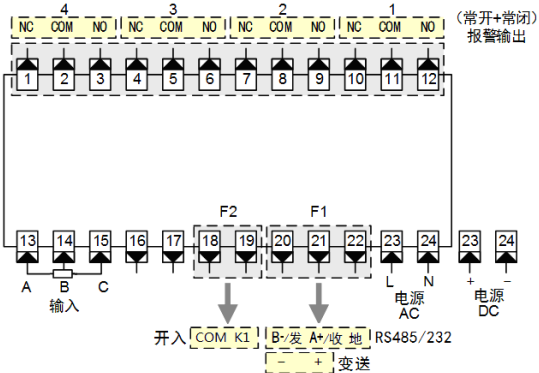 4 3 2 1
NC COM NO NC COM NO NC COM NO NC COM NO
(常开+常闭)
报警输出
1 2 3 4 5 6 7 8 9 10 11 12
F2 F1
13 14 15 16 17 18 19 20 21 22 23 24 23 24
A B C L N + −
输入
电源
AC
电源
DC
开入 COM K1 B-/发 A+/收 地 RS485/232
− + 变送